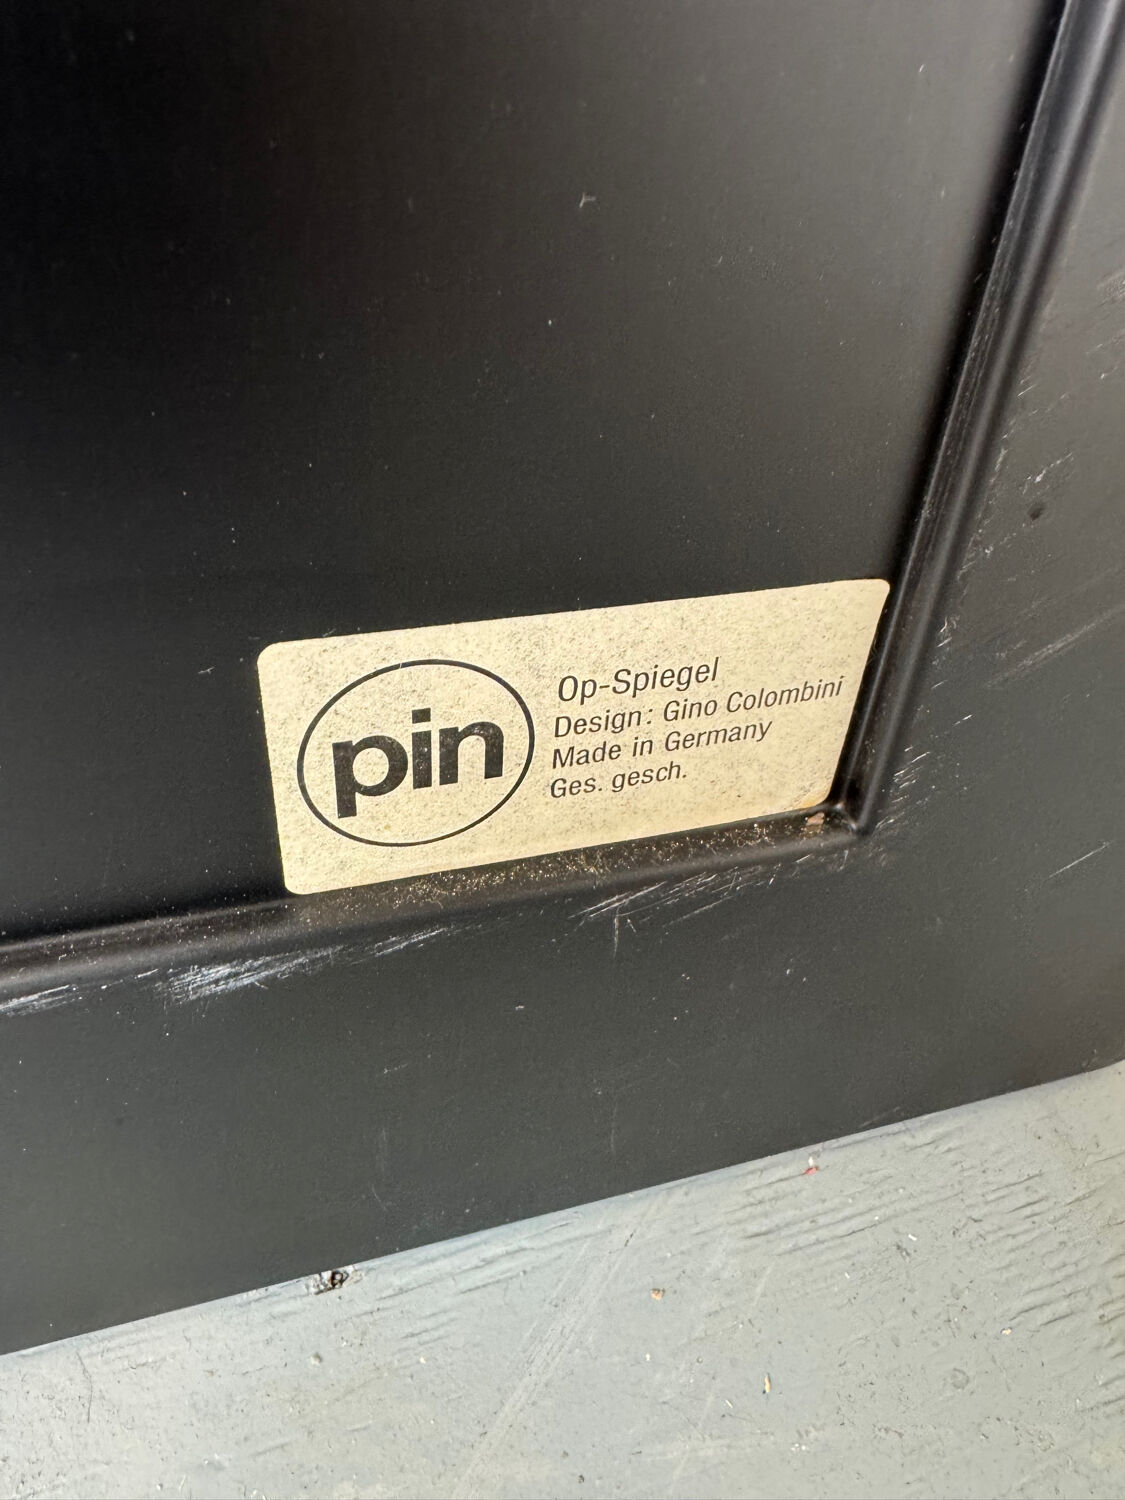 pin
Op-Spiegel
Design: Gino Colombini
Made in Germany
Ges. gesch.